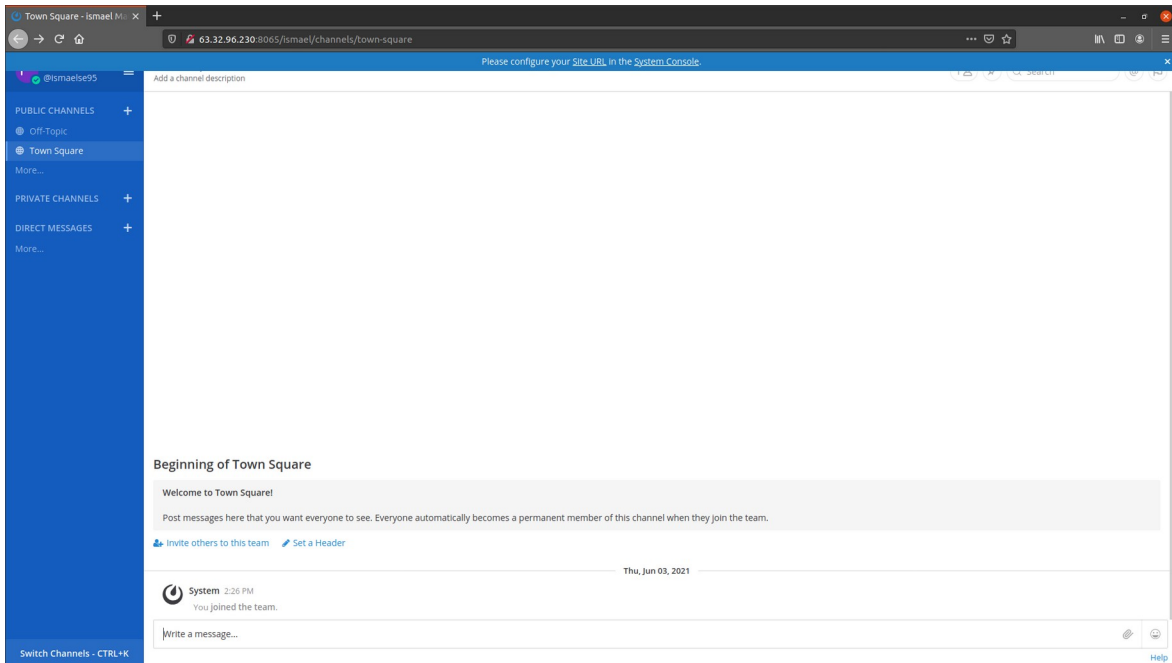 Town Square - ismael Ma
63.32.96.230:8065/ismael/channels/town-square
Please configure your Site URL in the System Console.
@ismaelse95
Add a channel description
Search
PUBLIC CHANNELS
Off-Topic
Town Square
More...
PRIVATE CHANNELS
DIRECT MESSAGES
More...
Beginning of Town Square
Welcome to Town Square!
Post messages here that you want everyone to see. Everyone automatically becomes a permanent member of this channel when they join the team.
Invite others to this team Set a Header
Thu, Jun 03, 2021
System 2:26 PM
You joined the team.
Write a message...
Switch Channels - CTRL+K
Help